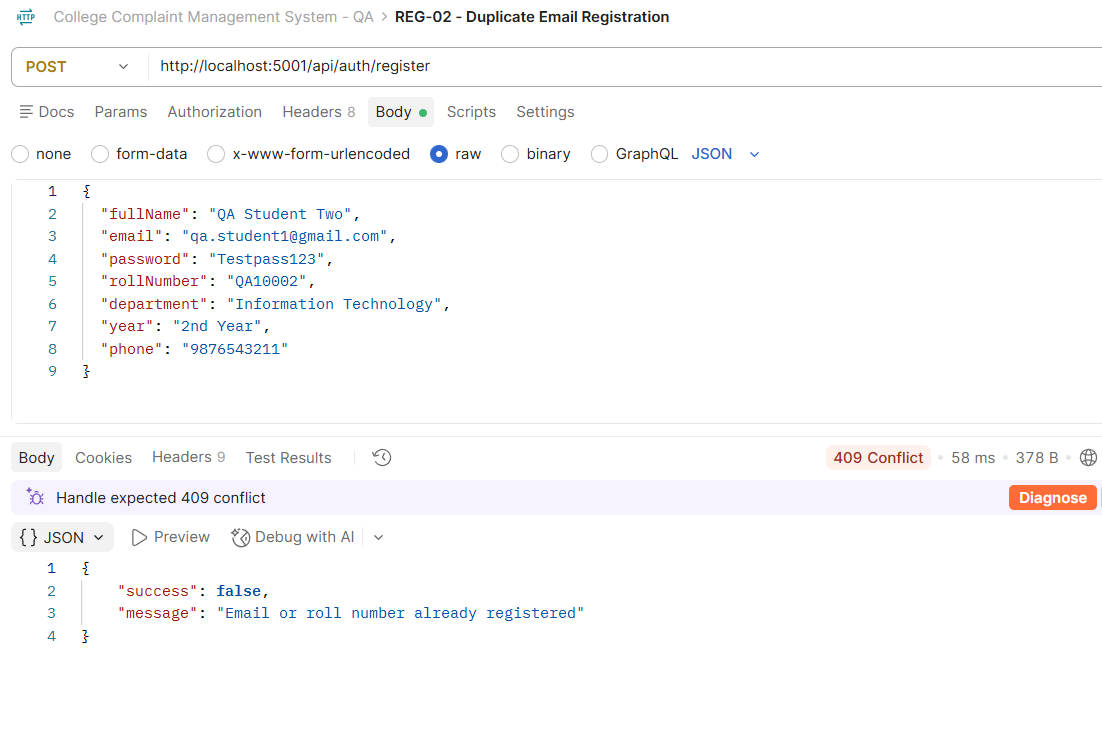 HTTP College Complaint Management System - QA > REG-02 - Duplicate Email Registration
POST http://localhost:5001/api/auth/register
Docs Params Authorization Headers 8 Body Scripts Settings
none form-data x-www-form-urlencoded raw binary GraphQL JSON
1 {
2 "fullName": "QA Student Two",
3 "email": "qa.student1@gmail.com",
4 "password": "Testpass123",
5 "rollNumber": "QA10002",
6 "department": "Information Technology",
7 "year": "2nd Year",
8 "phone": "9876543211"
9 }
Body Cookies Headers 9 Test Results 409 Conflict • 58 ms • 378 B •
Handle expected 409 conflict Diagnose
{} JSON Preview Debug with AI
1 {
2 "success": false,
3 "message": "Email or roll number already registered"
4 }